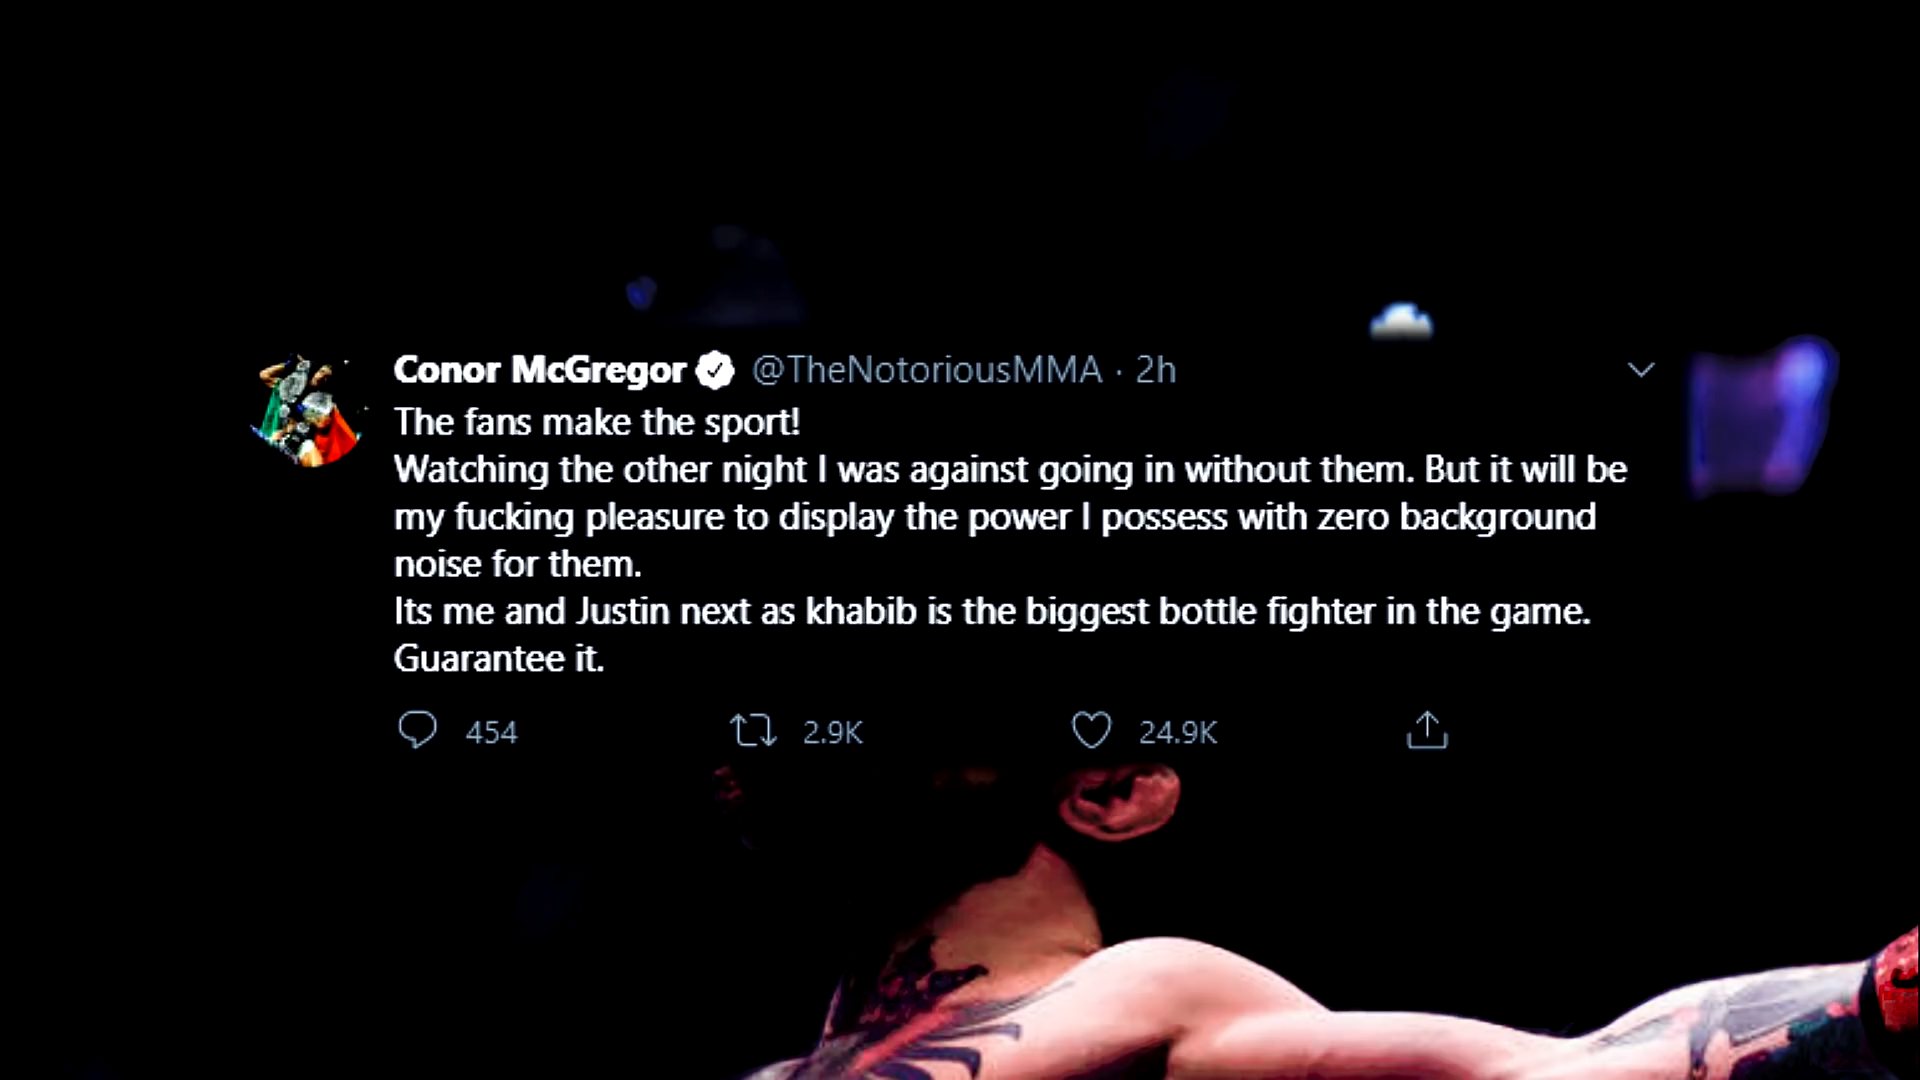 Conor McGregor @TheNotoriousMMA · 2h
The fans make the sport!
Watching the other night I was against going in without them. But it will be
my fucking pleasure to display the power I possess with zero background
noise for them.
Its me and Justin next as khabib is the biggest bottle fighter in the game.
Guarantee it.
454 2.9K 24.9K